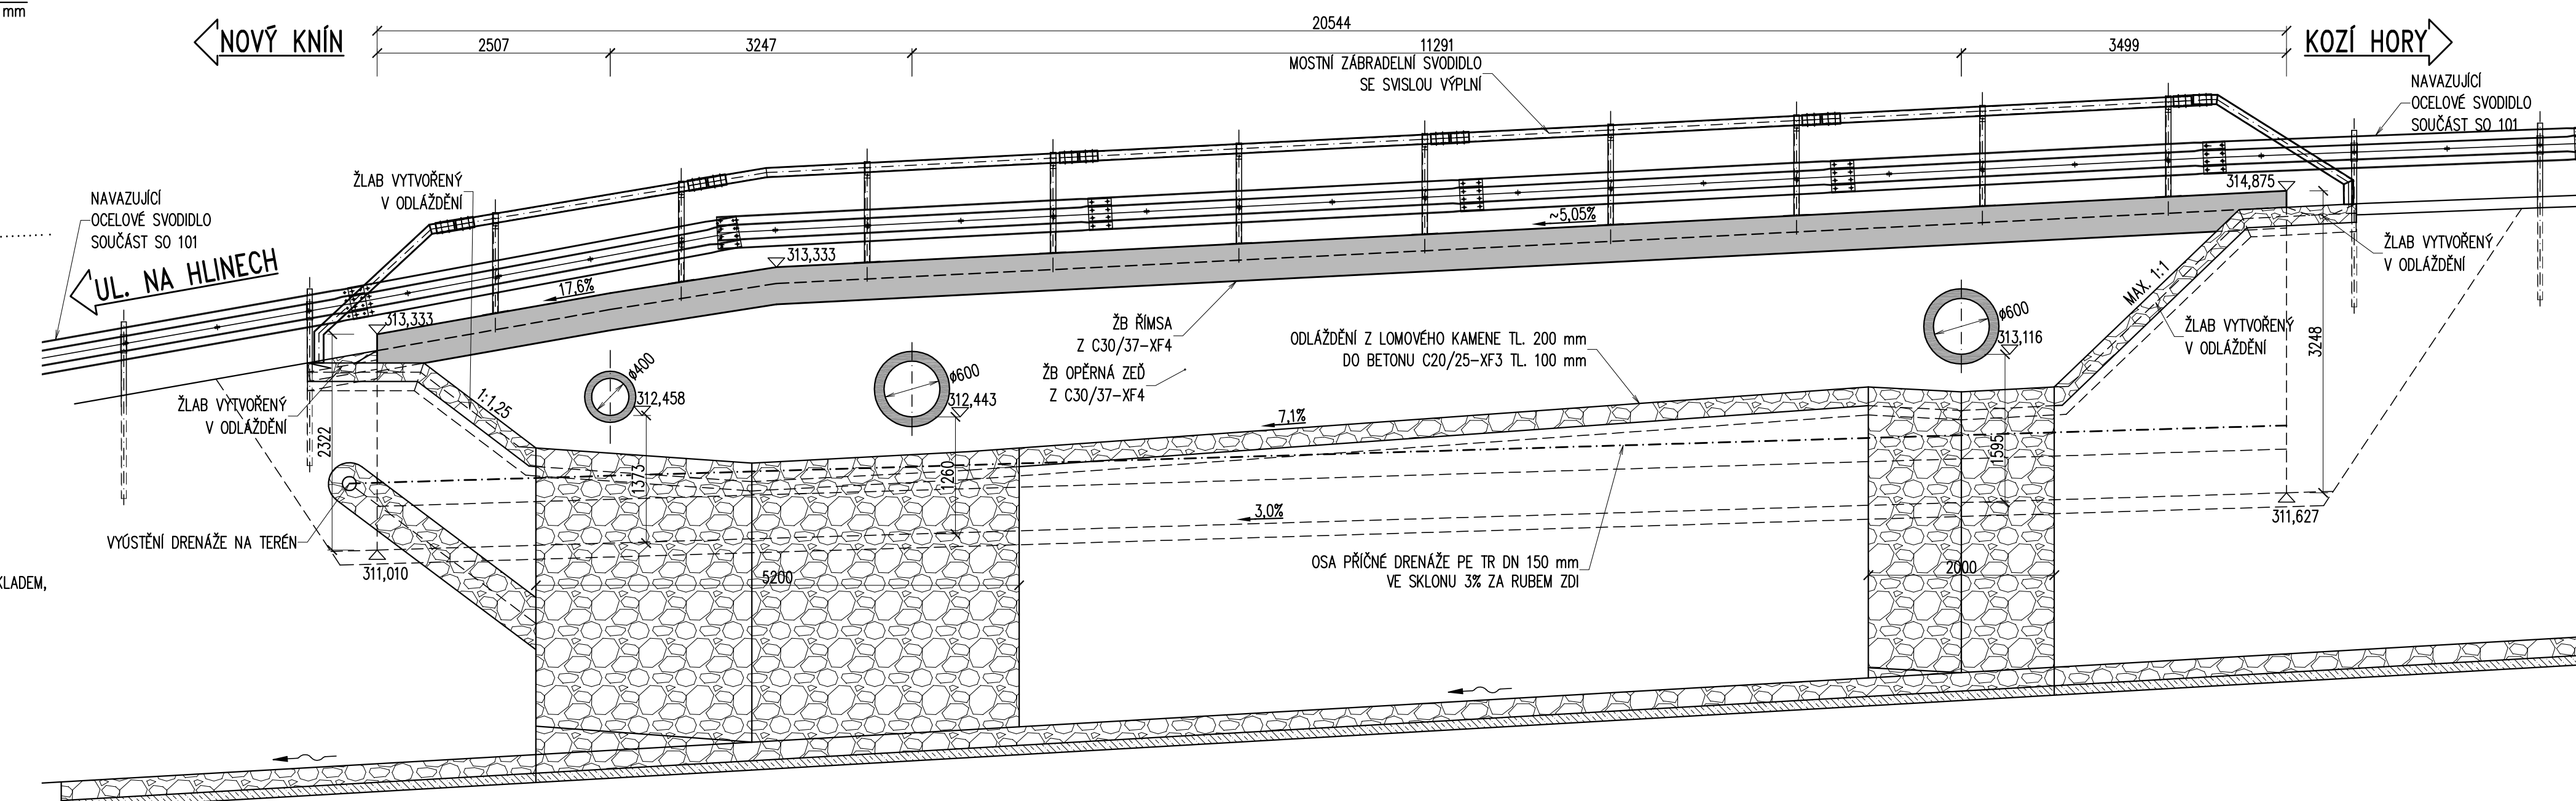 mm
NOVÝ KNÍN
20544
2507
3247
11291
3499
KOZÍ HORY
MOSTNÍ ZÁBRADELNÍ SVODIDLO
SE SVISLOU VÝPLNÍ
NAVAZUJÍCÍ
OCELOVÉ SVODIDLO
SOUČÁST SO 101
ŽLAB VYTVOŘENÝ
V ODLÁŽDĚNÍ
NAVAZUJÍCÍ
OCELOVÉ SVODIDLO
SOUČÁST SO 101
314,875
~5,05%
313,333
ŽLAB VYTVOŘENÝ
V ODLÁŽDĚNÍ
UL. NA HLINECH
17,6%
MAX. 1:1
313,333
ŽB ŘÍMSA
Z C30/37-XF4
ODLÁŽDĚNÍ Z LOMOVÉHO KAMENE TL. 200 mm
DO BETONU C20/25-XF3 TL. 100 mm
ø600
313,116
ŽLAB VYTVOŘENÝ
V ODLÁŽDĚNÍ
3248
ø400
ø600
ŽB OPĚRNÁ ZEĎ
Z C30/37-XF4
1:1,25
312,458
312,443
ŽLAB VYTVOŘENÝ
V ODLÁŽDĚNÍ
2322
7,1%
1373
1260
1595
3,0%
311,627
VYÚSTĚNÍ DRENÁŽE NA TERÉN
311,010
5200
OSA PŘÍČNÉ DRENÁŽE PE TR DN 150 mm
VE SKLONU 3% ZA RUBEM ZDI
2000
KLADEM,